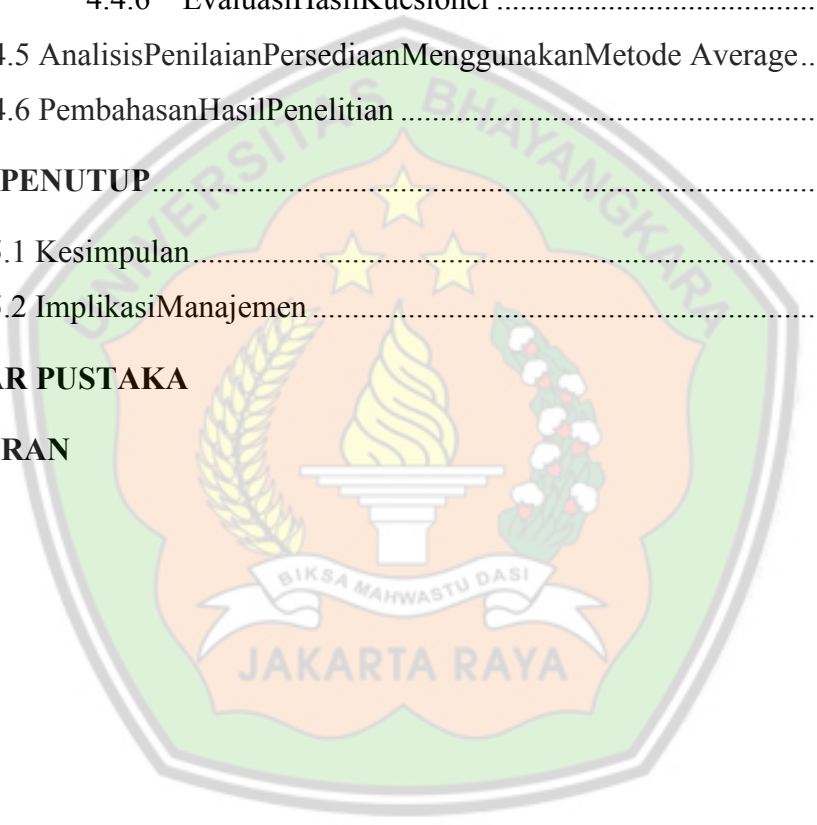 4.4.6 EvaluasiHasilKuesioner ........................................
4.5 AnalisisPenilaianPersediaanMenggunakanMetode Average..
4.6 PembahasanHasilPenelitian ....................................................
PENUTUP....................................................................................
5.1 Kesimpulan...............................................................................
5.2 ImplikasiManajemen ...............................................................
AR PUSTAKA
RAN
UNIVERSITAS BHAYANGKARA
BIKSA MAHWASTU DASI
JAKARTA RAYA